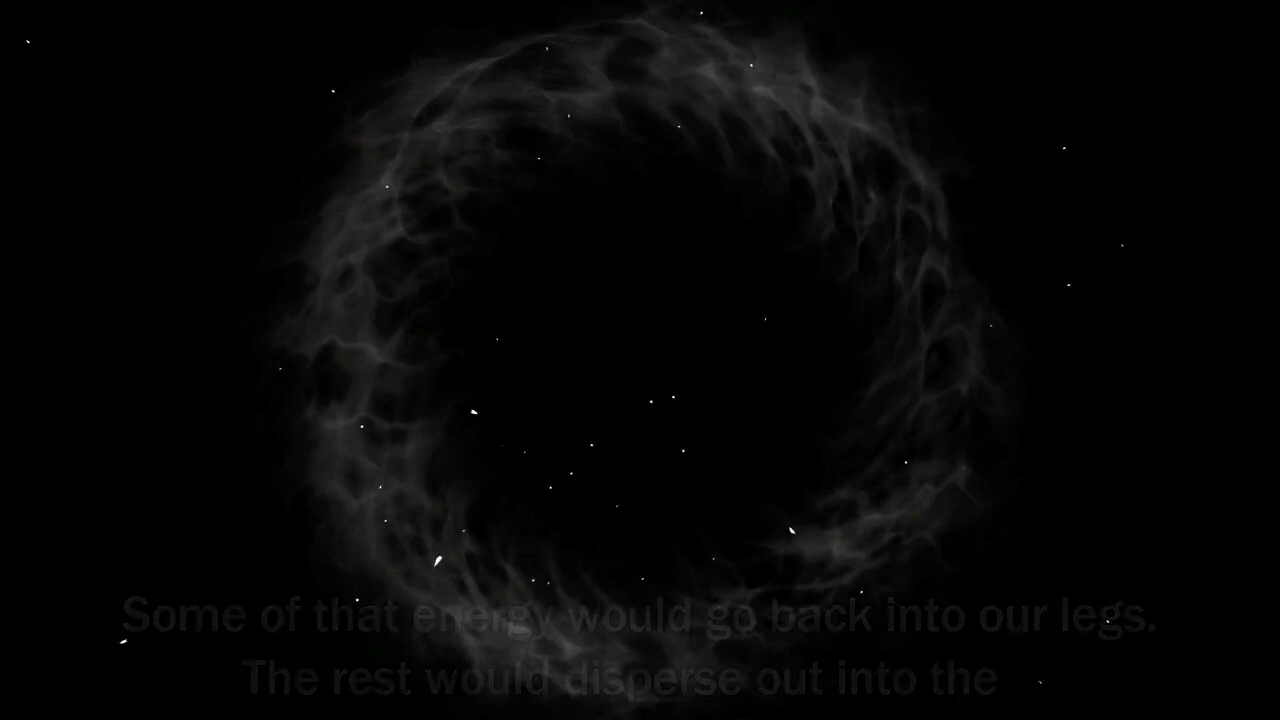 Some of that energy would go back into our legs.
The rest would disperse out into the